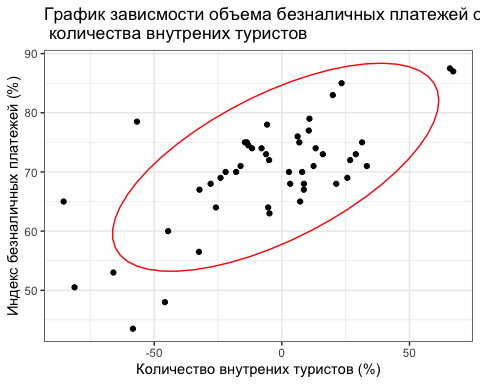 График зависмости объема безналичных платежей о
количества внутрених туристов
90
80
70
60
50
Индекс безналичных платежей (%)
-50
0
50
Количество внутрених туристов (%)